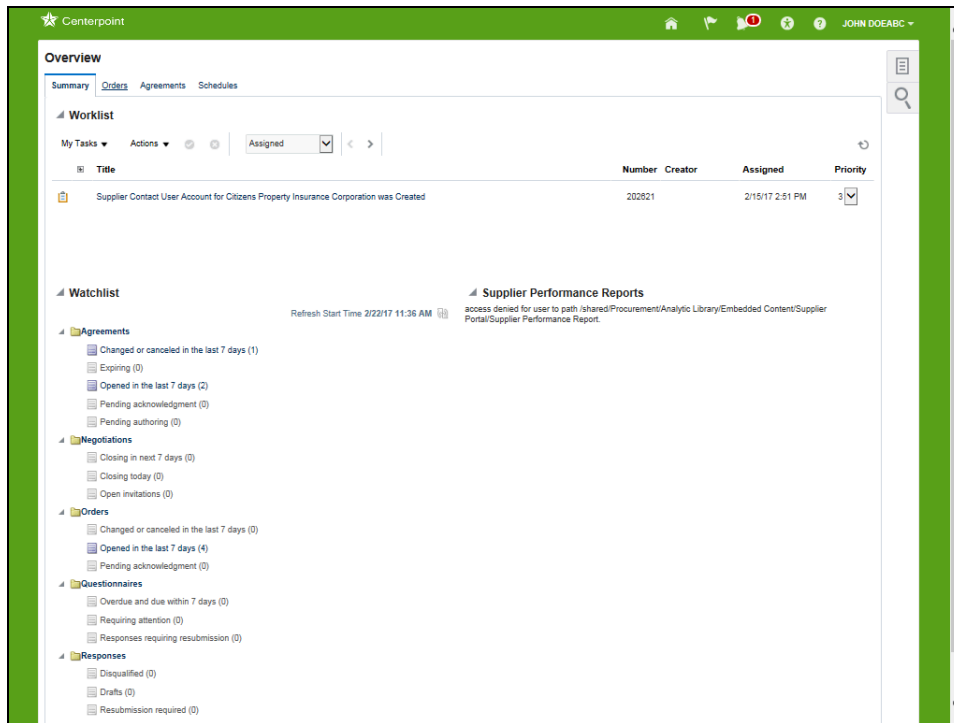 Centerpoint
1
?
JOHN DOEABC
Overview
Summary Orders Agreements Schedules
Worklist
My Tasks Actions Assigned
Title Number Creator Assigned Priority
Supplier Contact User Account for Citizens Property Insurance Corporation was Created 202621 2/15/17 2:51 PM 3
Watchlist
Refresh Start Time 2/22/17 11:36 AM
Agreements
Changed or canceled in the last 7 days (1)
Expiring (0)
Opened in the last 7 days (2)
Pending acknowledgment (0)
Pending authoring (0)
Negotiations
Closing in next 7 days (0)
Closing today (0)
Open invitations (0)
Orders
Changed or canceled in the last 7 days (0)
Opened in the last 7 days (4)
Pending acknowledgment (0)
Questionnaires
Overdue and due within 7 days (0)
Requiring attention (0)
Responses requiring resubmission (0)
Responses
Disqualified (0)
Drafts (0)
Resubmission required (0)
Supplier Performance Reports
access denied for user to path /shared/Procurement/Analytic Library/Embedded Content/Supplier
Portal/Supplier Performance Report.